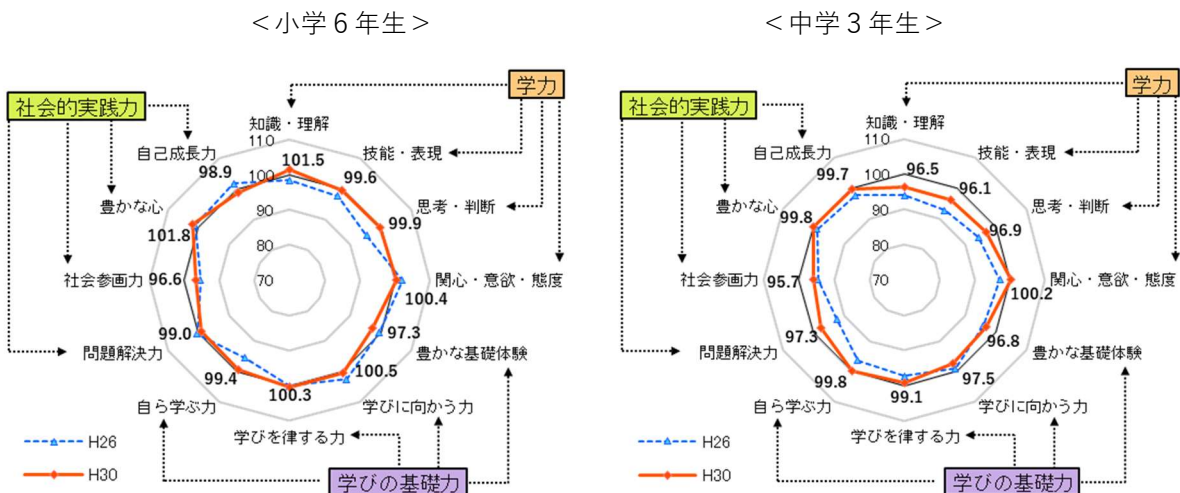 ＜小学６年生＞
社会的実践力
学力
知識・理解
110
自己成長力
技能・表現
98.9
100
101.5
99.6
豊かな心
90
思考・判断
99.9
101.8
80
社会参画力
96.6
70
関心・意欲・態度
100.4
99.0
97.3
問題解決力
豊かな基礎体験
99.4
100.3
100.5
自ら学ぶ力
学びに向かう力
学びを律する力
H26
H30
学びの基礎力
＜中学３年生＞
社会的実践力
学力
知識・理解
110
自己成長力
技能・表現
99.7
100
96.5
96.1
豊かな心
90
思考・判断
99.8
96.9
80
社会参画力
95.7
70
関心・意欲・態度
100.2
97.3
96.8
問題解決力
豊かな基礎体験
99.8
99.1
97.5
自ら学ぶ力
学びに向かう力
学びを律する力
H26
H30
学びの基礎力